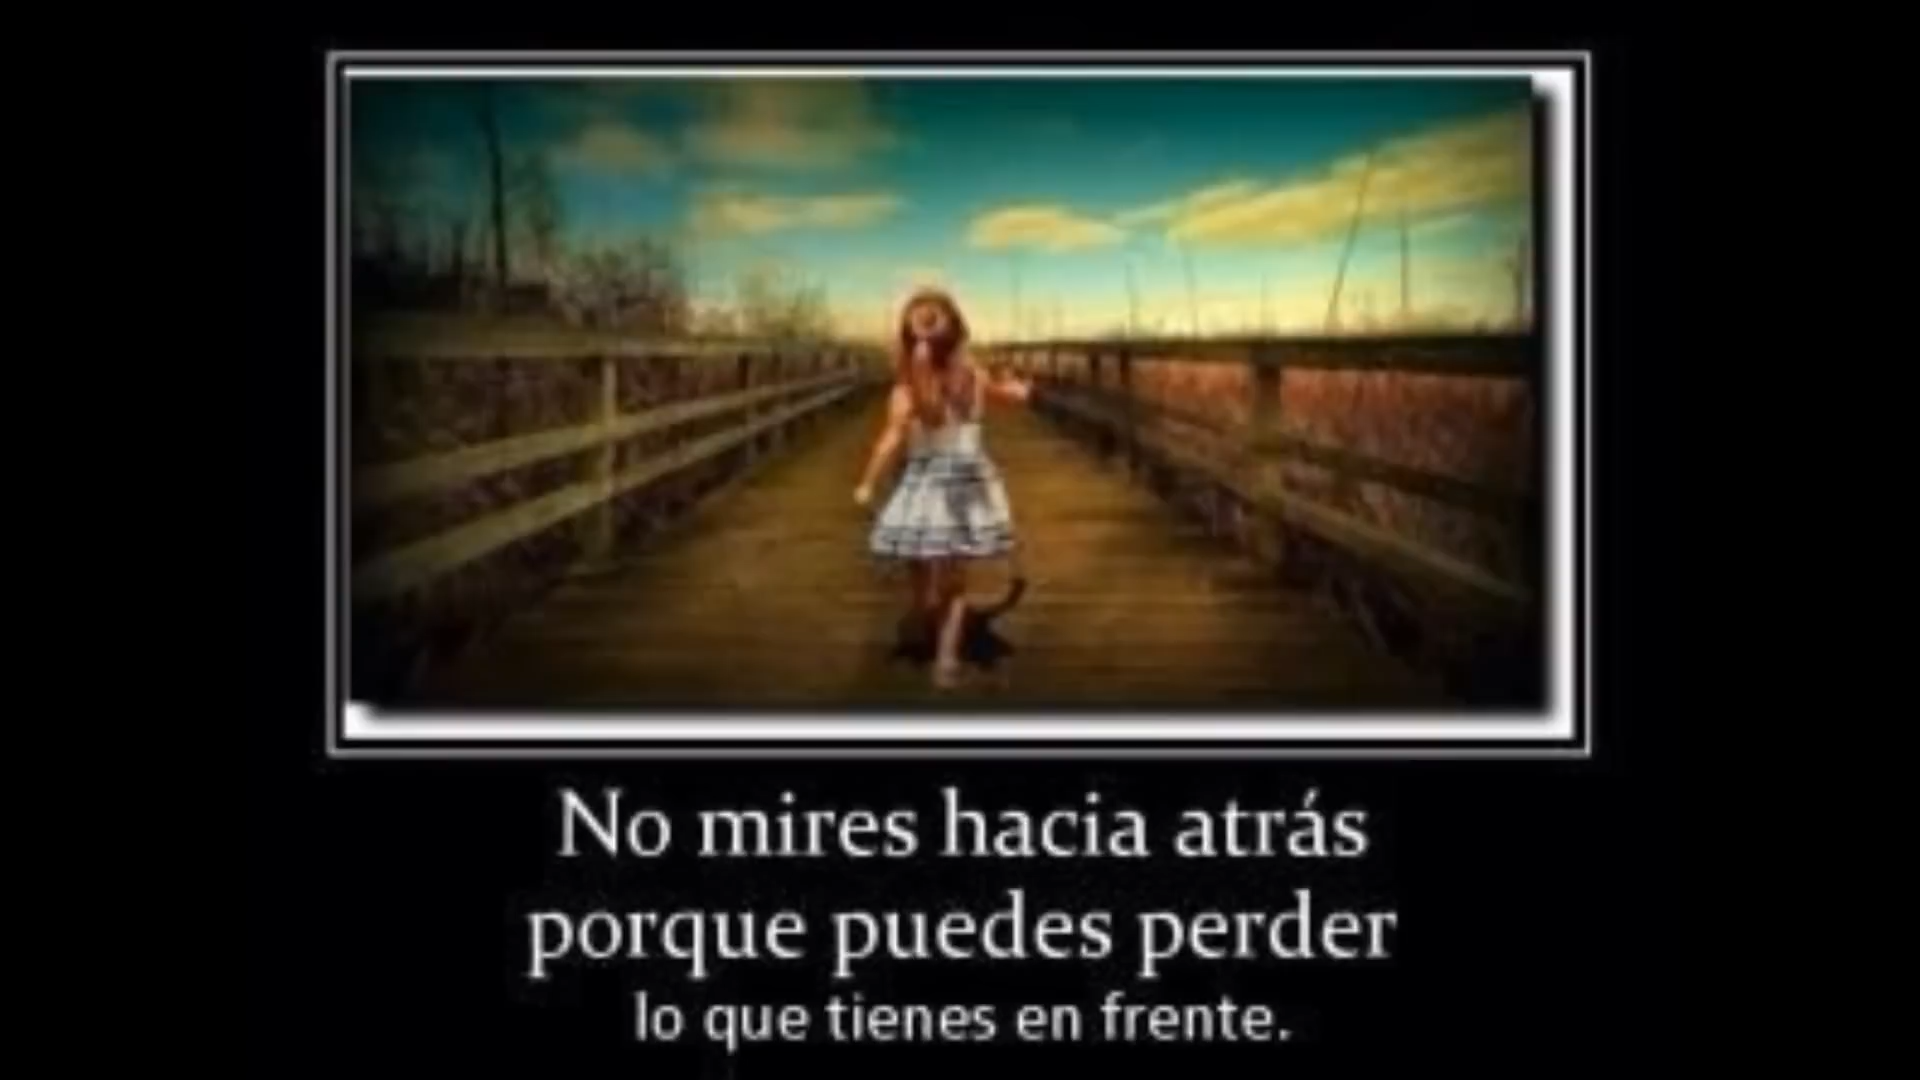 No mires hacia atrás
porque puedes perder
lo que tienes en frente.